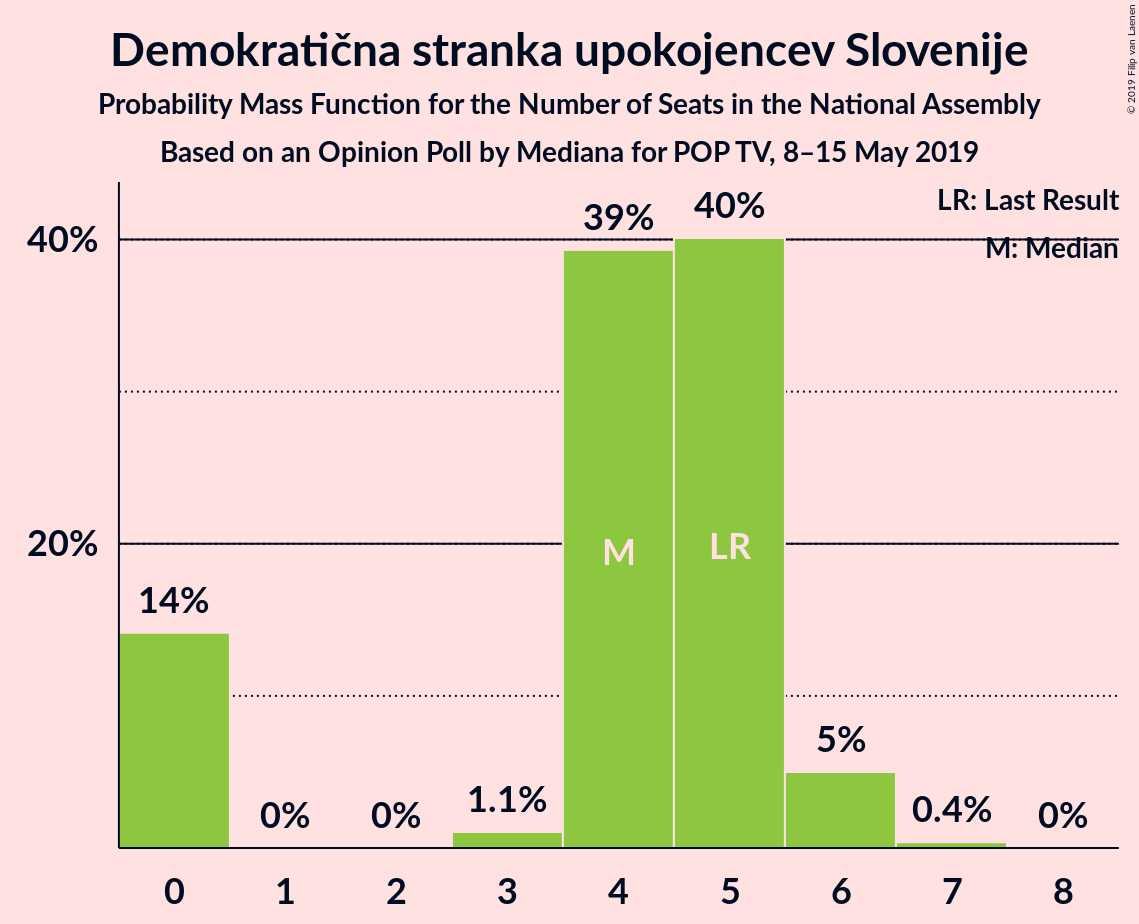 Demokratična stranka upokojencev Slovenije
Probability Mass Function for the Number of Seats in the National Assembly
Based on an Opinion Poll by Mediana for POP TV, 8–15 May 2019
© 2019 Filip van Laenen
LR: Last Result
M: Median
40%
20%
14%
0%
0%
1.1%
39%
40%
5%
0.4%
0%
M
LR
0 1 2 3 4 5 6 7 8